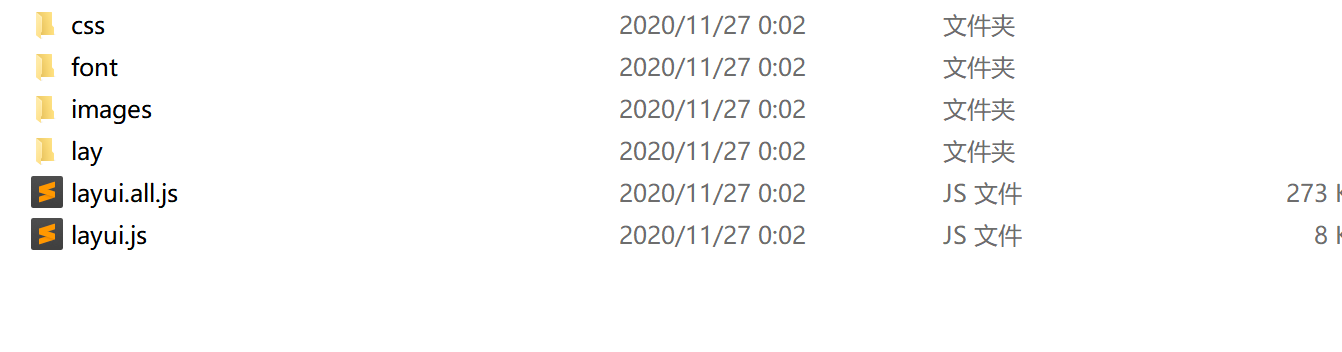 css 2020/11/27 0:02 文件夹
font 2020/11/27 0:02 文件夹
images 2020/11/27 0:02 文件夹
lay 2020/11/27 0:02 文件夹
layui.all.js 2020/11/27 0:02 JS 文件 273 K
layui.js 2020/11/27 0:02 JS 文件 8 K